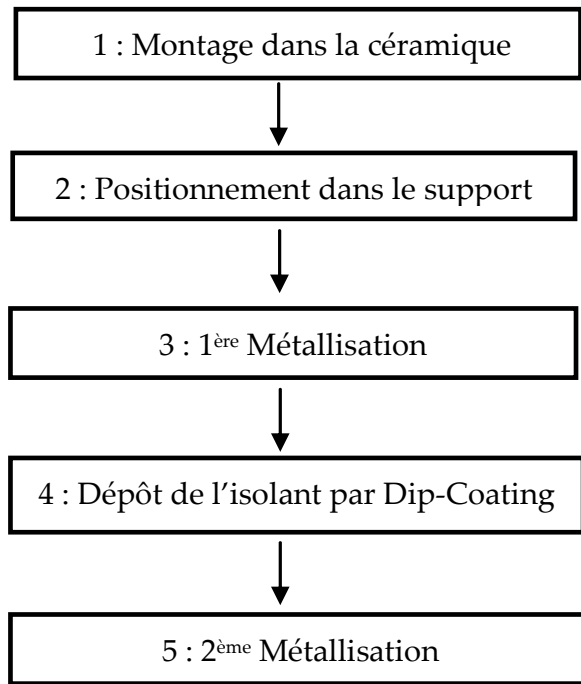 1 : Montage dans la céramique
2 : Positionnement dans le support
3 : 1ère Métallisation
4 : Dépôt de l’isolant par Dip-Coating
5 : 2ème Métallisation